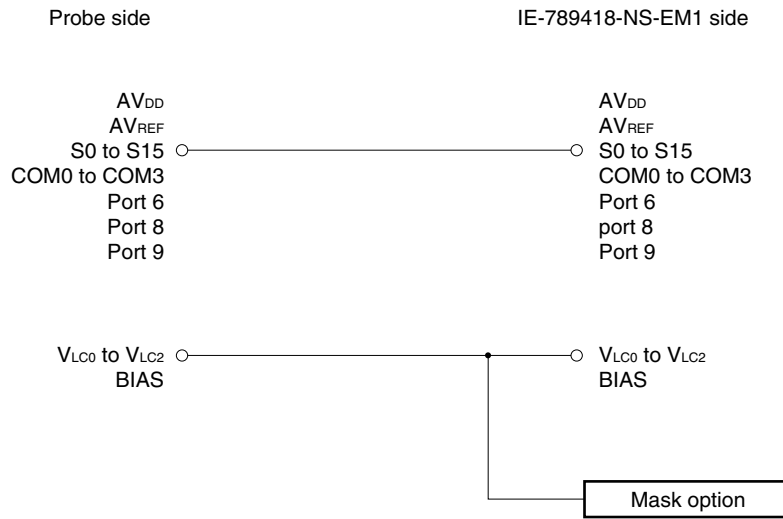 Probe side
IE-789418-NS-EM1 side
AVDD
AVREF
S0 to S15
COM0 to COM3
Port 6
Port 8
Port 9
AVDD
AVREF
S0 to S15
COM0 to COM3
Port 6
port 8
Port 9
VLC0 to VLC2
BIAS
VLC0 to VLC2
BIAS
Mask option